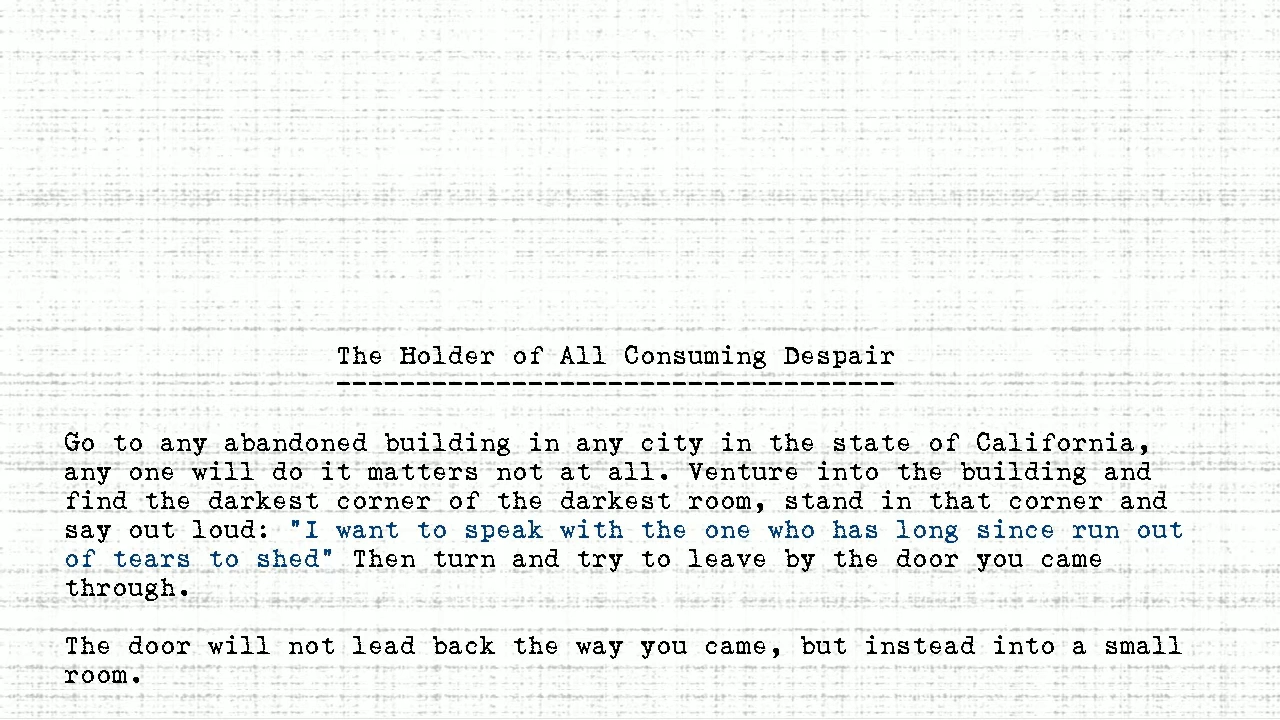 The Holder of All Consuming Despair
-----------------------------------
Go to any abandoned building in any city in the state of California,
any one will do it matters not at all. Venture into the building and
find the darkest corner of the darkest room, stand in that corner and
say out loud: "I want to speak with the one who has long since run out
of tears to shed" Then turn and try to leave by the door you came
through.
The door will not lead back the way you came, but instead into a small
room.